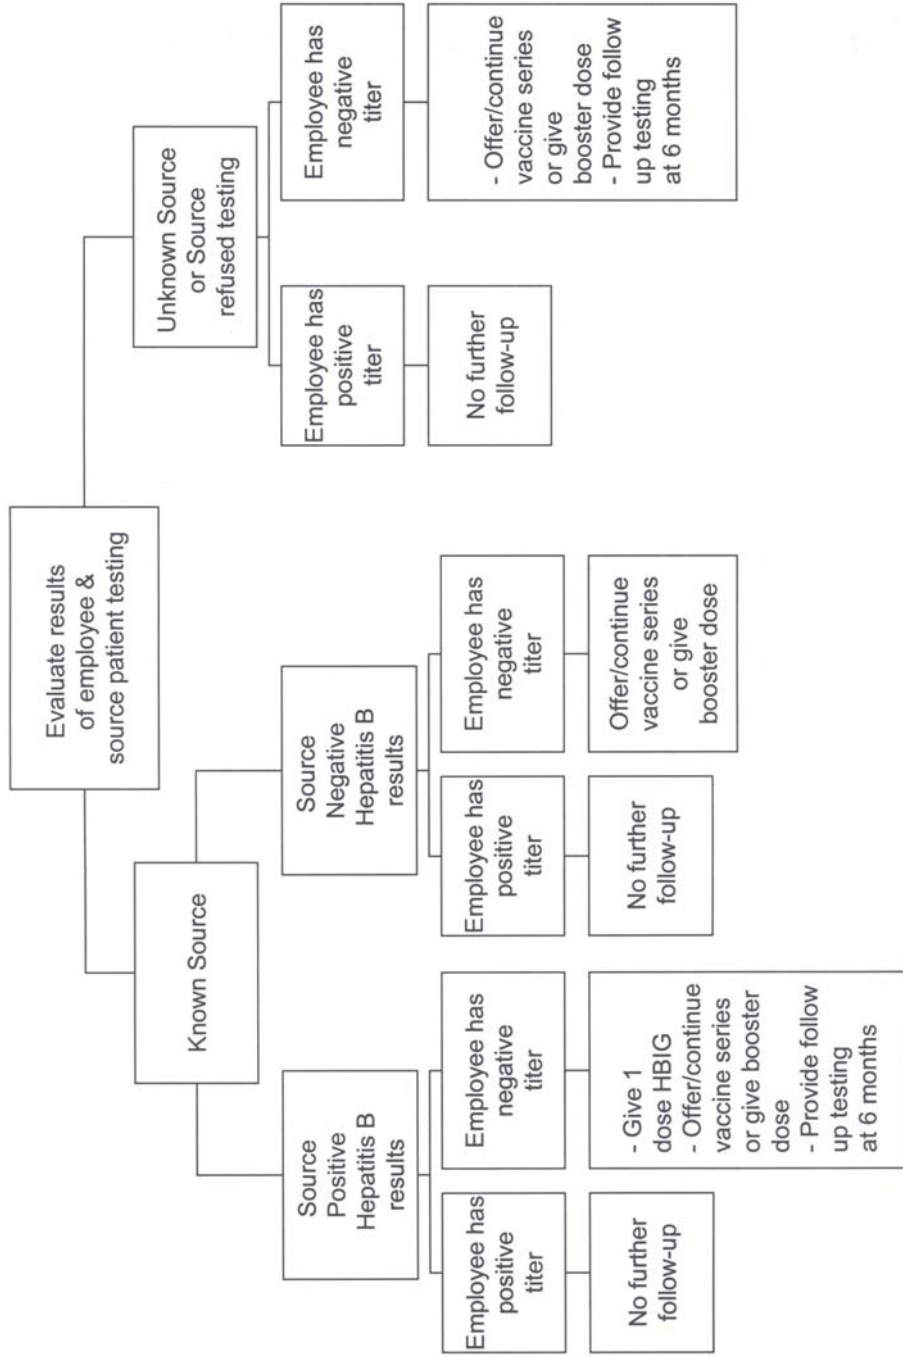 Evaluate results
of employee &
source patient testing
Known Source
Unknown Source
or Source
refused testing
Source
Positive
Hepatitis B
results
Source
Negative
Hepatitis B
results
Employee has
positive
titer
Employee has
negative
titer
Employee has
positive
titer
Employee has
negative
titer
Employee has
positive
titer
Employee has
negative
titer
No further
follow-up
- Give 1
dose HBIG
- Offer/continue
vaccine series
or give booster
dose
- Provide follow
up testing
at 6 months
No further
follow-up
Offer/continue
vaccine series
or give
booster dose
No further
follow-up
- Offer/continue
vaccine series
or give
booster dose
- Provide follow
up testing
at 6 months